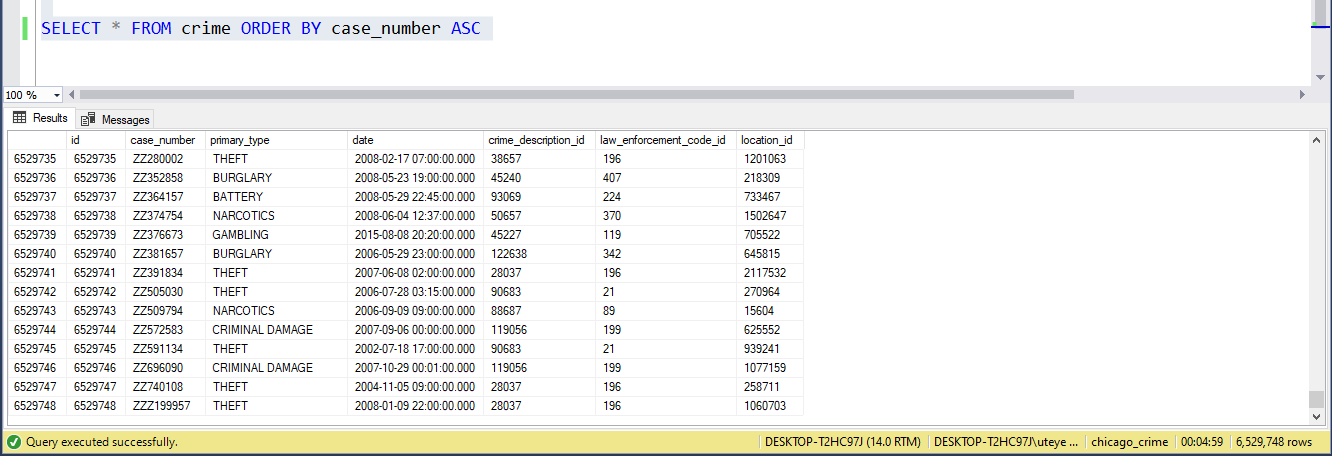 SELECT * FROM crime ORDER BY case_number ASC
100 %
Results Messages
id case_number primary_type date crime_description_id law_enforcement_code_id location_id
6529735 6529735 ZZ280002 THEFT 2008-02-17 07:00:00.000 38657 196 1201063
6529736 6529736 ZZ352858 BURGLARY 2008-05-23 19:00:00.000 45240 407 218309
6529737 6529737 ZZ364157 BATTERY 2008-05-29 22:45:00.000 93069 224 733467
6529738 6529738 ZZ374754 NARCOTICS 2008-06-04 12:37:00.000 50657 370 1502647
6529739 6529739 ZZ376673 GAMBLING 2015-08-08 20:20:00.000 45227 119 705522
6529740 6529740 ZZ381657 BURGLARY 2006-05-29 23:00:00.000 122638 342 645815
6529741 6529741 ZZ391834 THEFT 2007-06-08 02:00:00.000 28037 196 2117532
6529742 6529742 ZZ505030 THEFT 2006-07-28 03:15:00.000 90683 21 270964
6529743 6529743 ZZ509794 NARCOTICS 2006-09-09 09:00:00.000 88687 89 15604
6529744 6529744 ZZ572583 CRIMINAL DAMAGE 2007-09-06 00:00:00.000 119056 199 625552
6529745 6529745 ZZ591134 THEFT 2002-07-18 17:00:00.000 90683 21 939241
6529746 6529746 ZZ696090 CRIMINAL DAMAGE 2007-10-29 00:01:00.000 119056 199 1077159
6529747 6529747 ZZ740108 THEFT 2004-11-05 09:00:00.000 28037 196 258711
6529748 6529748 ZZZ199957 THEFT 2008-01-09 22:00:00.000 28037 196 1060703
Query executed successfully. DESKTOP-T2HC97J (14.0 RTM) DESKTOP-T2HC97J\uteye ... chicago_crime 00:04:59 6,529,748 rows